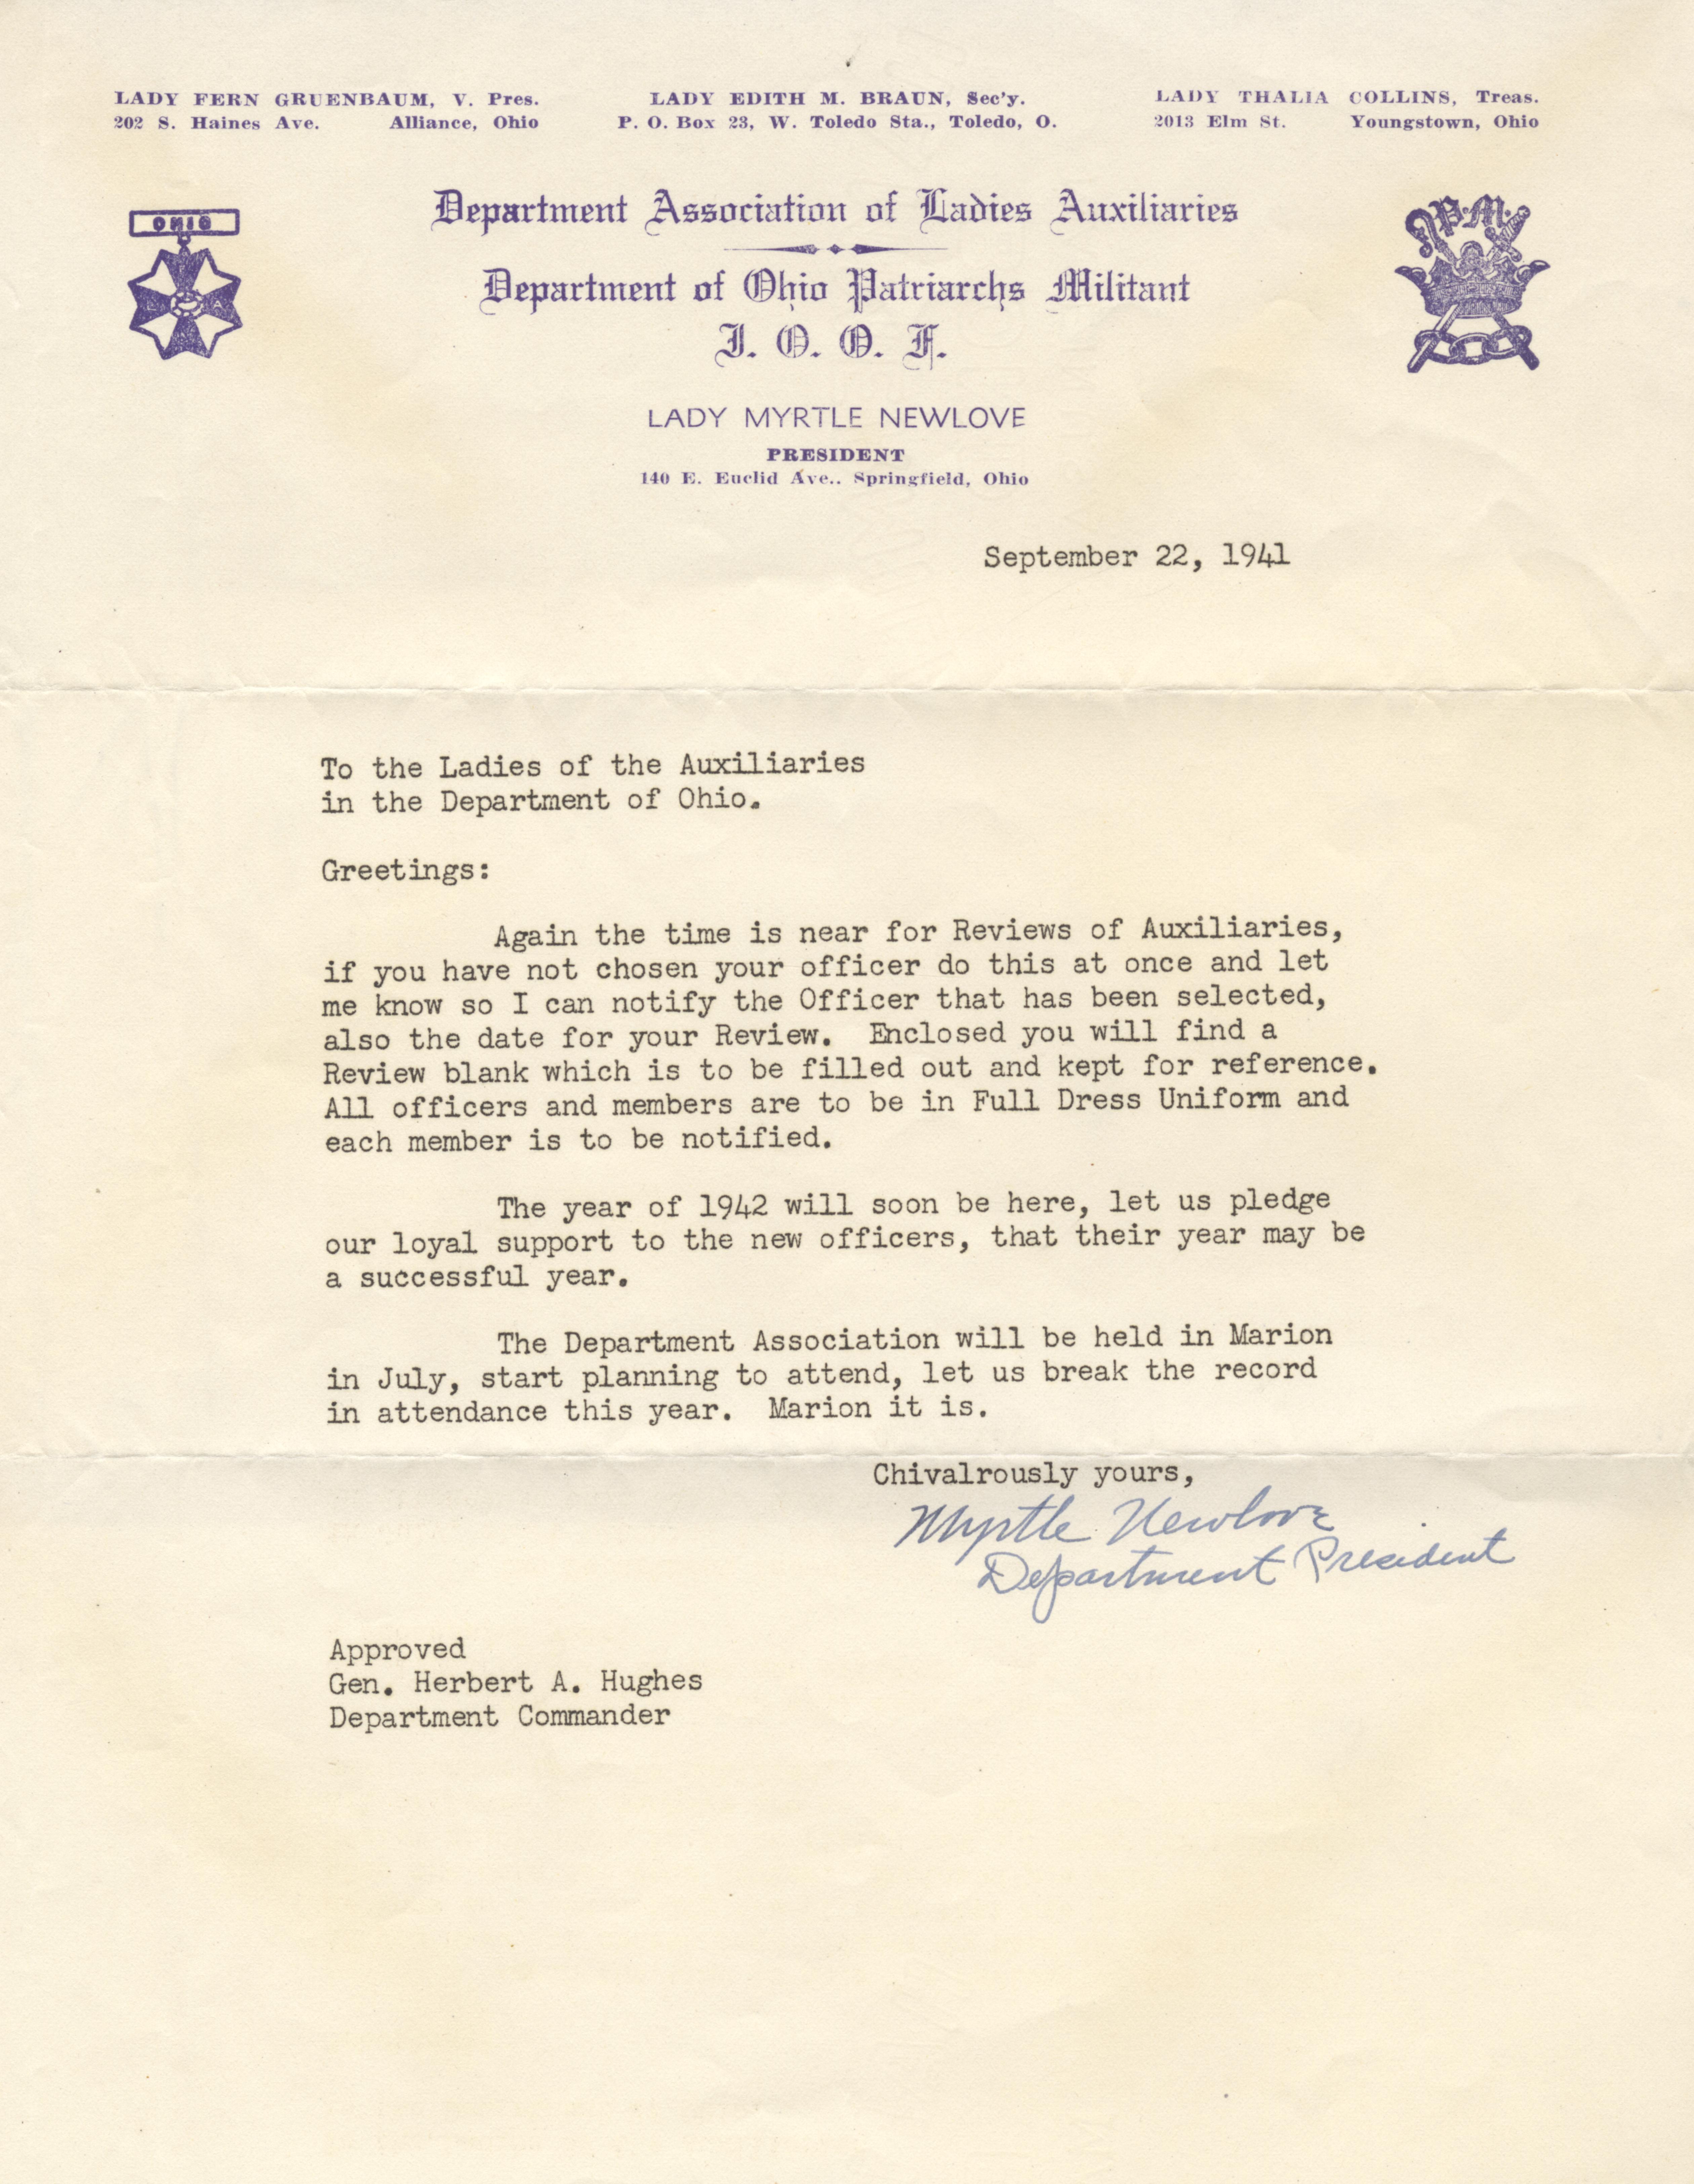 LADY FERN GRUENBAUM, V. Pres.
202 S. Haines Ave. Alliance, Ohio
LADY EDITH M. BRAUN, Sec'y.
P. O. Box 23, W. Toledo Sta., Toledo, O.
LADY THALIA COLLINS, Treas.
2013 Elm St. Youngstown, Ohio
OHIO
P.M.
Department Association of Ladies Auxiliaries
Department of Ohio Patriarchs Militant
I. O. O. F.
LADY MYRTLE NEWLOVE
PRESIDENT
140 E. Euclid Ave.. Springfield, Ohio
September 22, 1941
To the Ladies of the Auxiliaries
in the Department of Ohio.
Greetings:
Again the time is near for Reviews of Auxiliaries,
if you have not chosen your officer do this at once and let
me know so I can notify the Officer that has been selected,
also the date for your Review. Enclosed you will find a
Review blank which is to be filled out and kept for reference.
All officers and members are to be in Full Dress Uniform and
each member is to be notified.
The year of 1942 will soon be here, let us pledge
our loyal support to the new officers, that their year may be
a successful year.
The Department Association will be held in Marion
in July, start planning to attend, let us break the record
in attendance this year. Marion it is.
Chivalrously yours,
Myrtle Newlove
Department President
Approved
Gen. Herbert A. Hughes
Department Commander